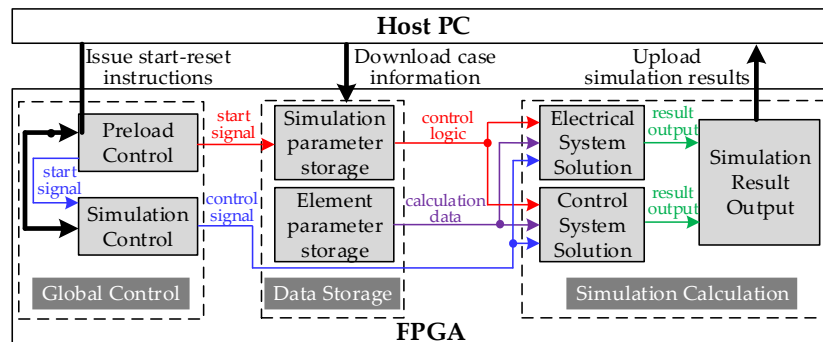 Host PC
Issue start-reset
instructions
Download case
information
Upload
simulation results
Preload
Control
start
signal
Simulation
parameter
storage
control
logic
Electrical
System
Solution
result
output
Simulation
Result
Output
start
signal
Simulation
Control
control
signal
Element
parameter
storage
calculation
data
Control
System
Solution
result
output
Global Control
Data Storage
Simulation Calculation
FPGA